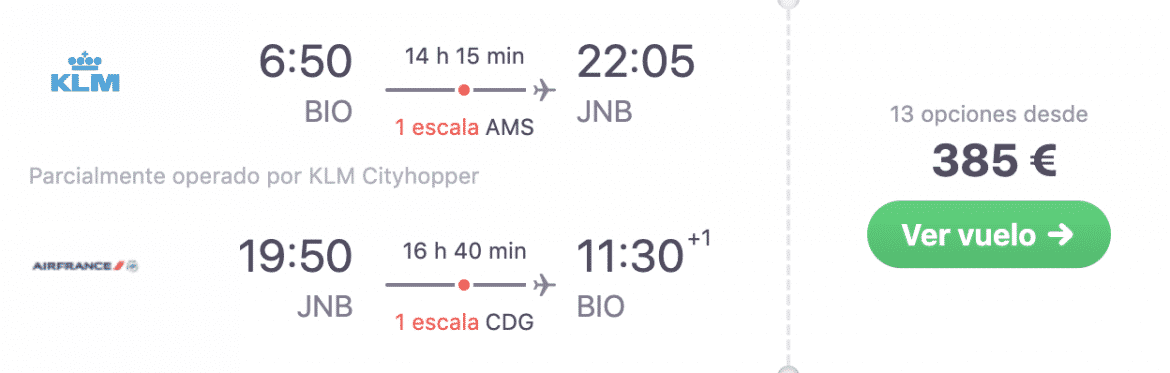 KLM
6:50
BIO
14 h 15 min
1 escala AMS
22:05
JNB
Parcialmente operado por KLM Cityhopper
AIRFRANCE
19:50
JNB
16 h 40 min
1 escala CDG
11:30 +1
BIO
13 opciones desde
385 €
Ver vuelo →